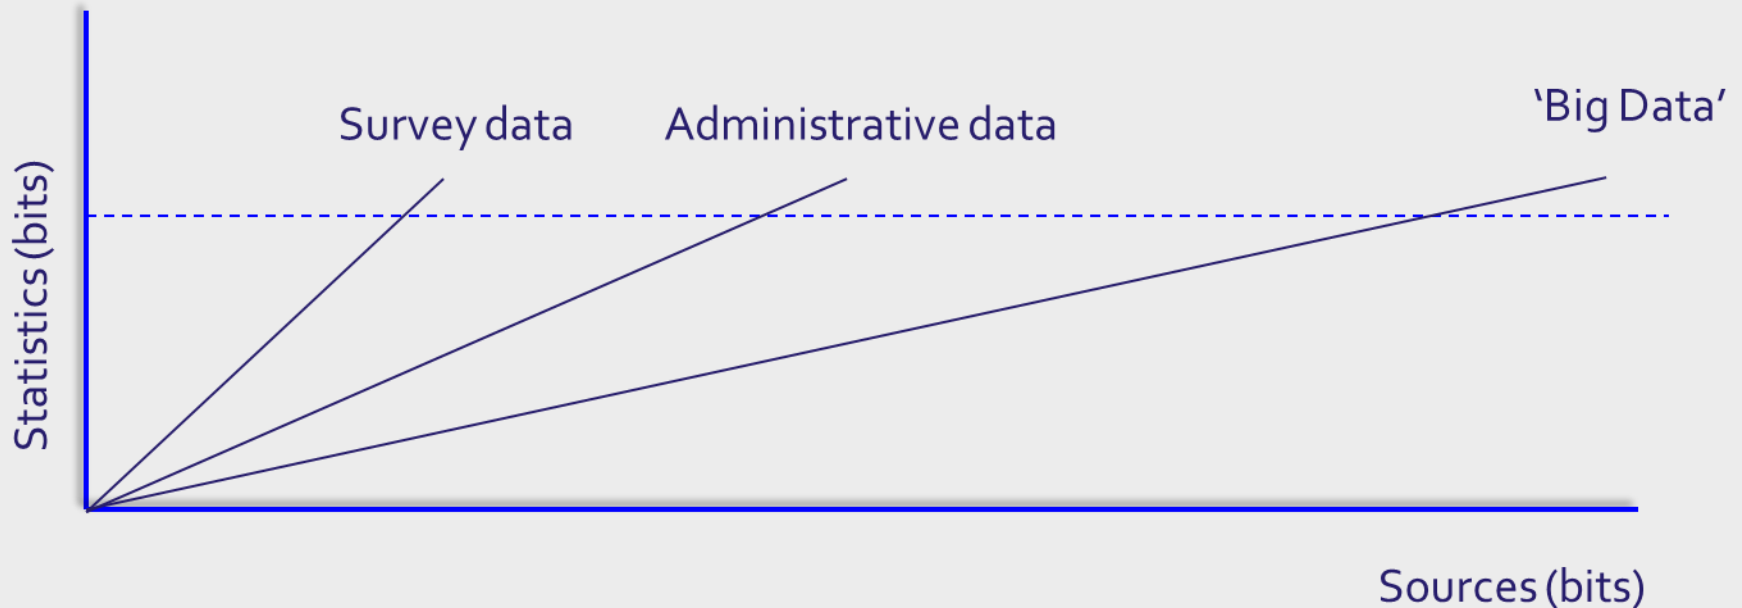 Survey data
Administrative data
‘Big Data’
Statistics (bits)
Sources (bits)